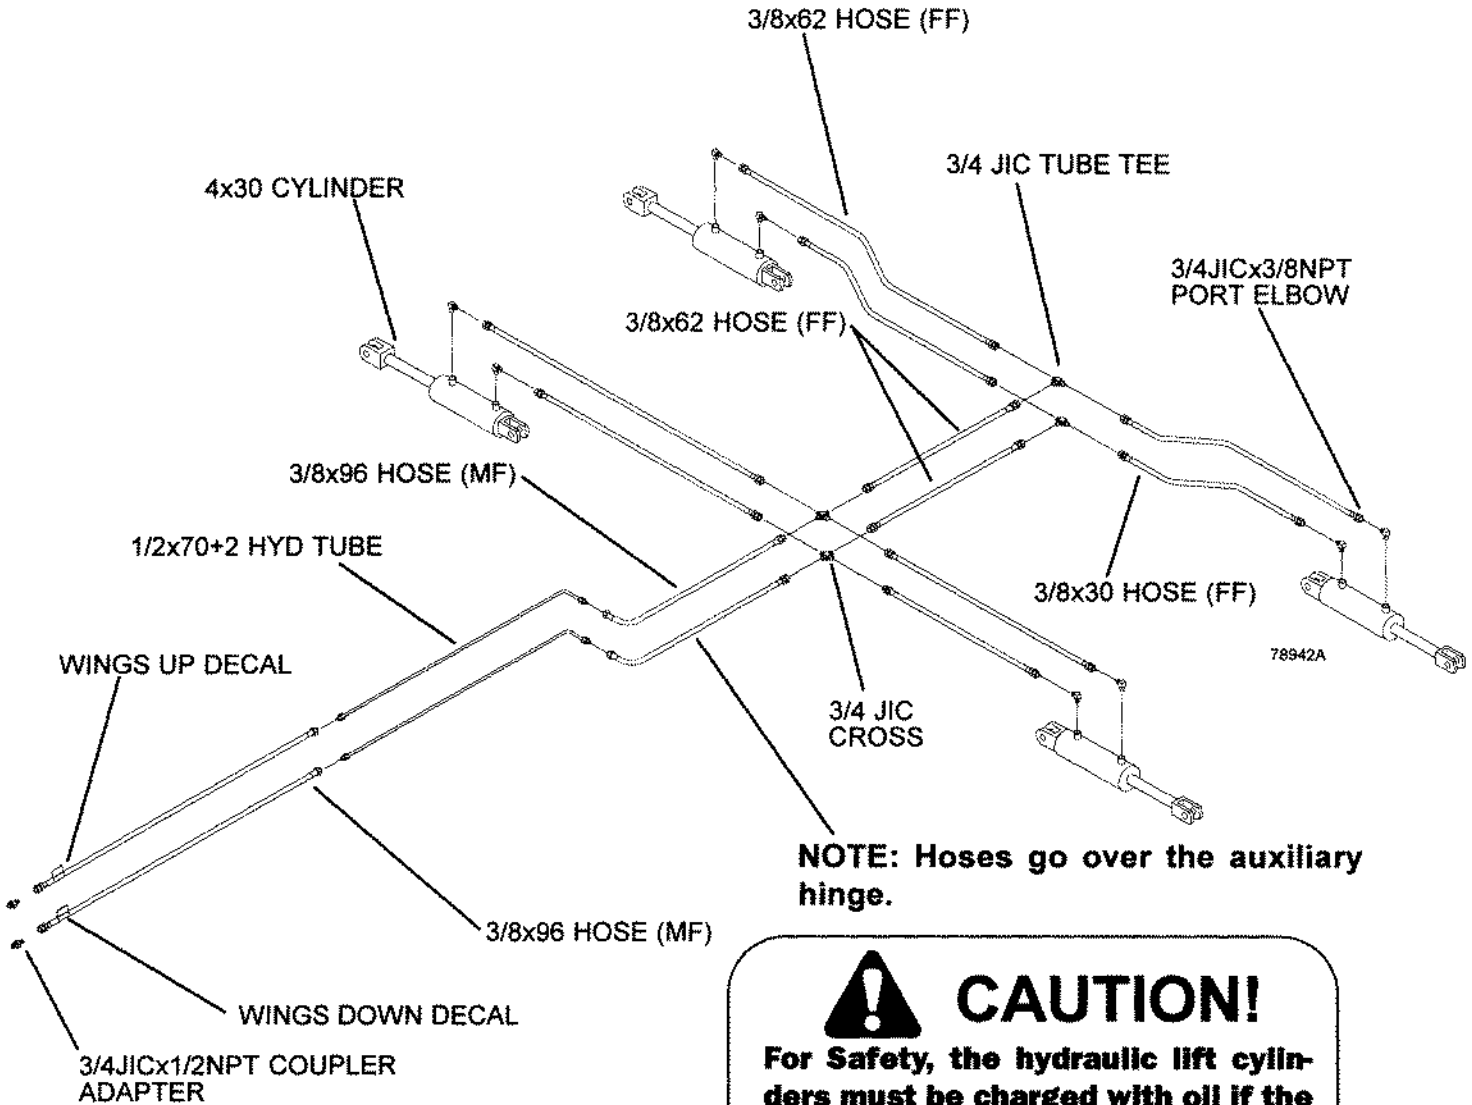 3/8x62 HOSE (FF)
3/4 JIC TUBE TEE
4x30 CYLINDER
3/4JICx3/8NPT
PORT ELBOW
3/8x62 HOSE (FF)
3/8x96 HOSE (MF)
1/2x70+2 HYD TUBE
3/8x30 HOSE (FF)
78942A
WINGS UP DECAL
3/4 JIC
CROSS
NOTE: Hoses go over the auxiliary
hinge.
3/8x96 HOSE (MF)
WINGS DOWN DECAL
3/4JICx1/2NPT COUPLER
ADAPTER
CAUTION!
For Safety, the hydraulic lift cylin-
ders must be charged with oil if the